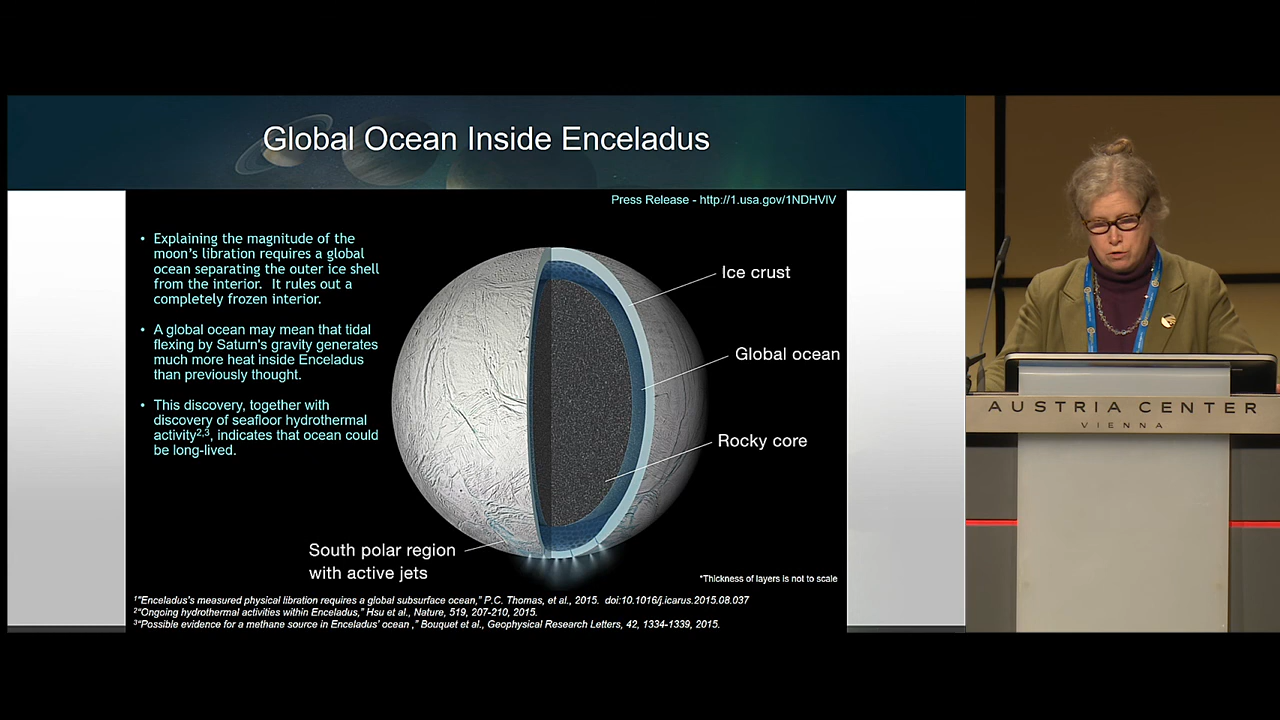 Global Ocean Inside Enceladus
Press Release - http://1.usa.gov/1NDHVIV
• Explaining the magnitude of the
moon's libration requires a global
ocean separating the outer ice shell
from the interior. It rules out a
completely frozen interior.
• A global ocean may mean that tidal
flexing by Saturn's gravity generates
much more heat inside Enceladus
than previously thought.
• This discovery, together with
discovery of seafloor hydrothermal
activity2,3, indicates that ocean could
be long-lived.
Ice crust
Global ocean
Rocky core
South polar region
with active jets
*Thickness of layers is not to scale
1"Enceladus's measured physical libration requires a global subsurface ocean," P.C. Thomas, et al., 2015. doi:10.1016/j.icarus.2015.08.037
2"Ongoing hydrothermal activities within Enceladus," Hsu et al., Nature, 519, 207-210, 2015.
3"Possible evidence for a methane source in Enceladus' ocean ," Bouquet et al., Geophysical Research Letters, 42, 1334-1339, 2015.
AUSTRIA CENTER
VIENNA